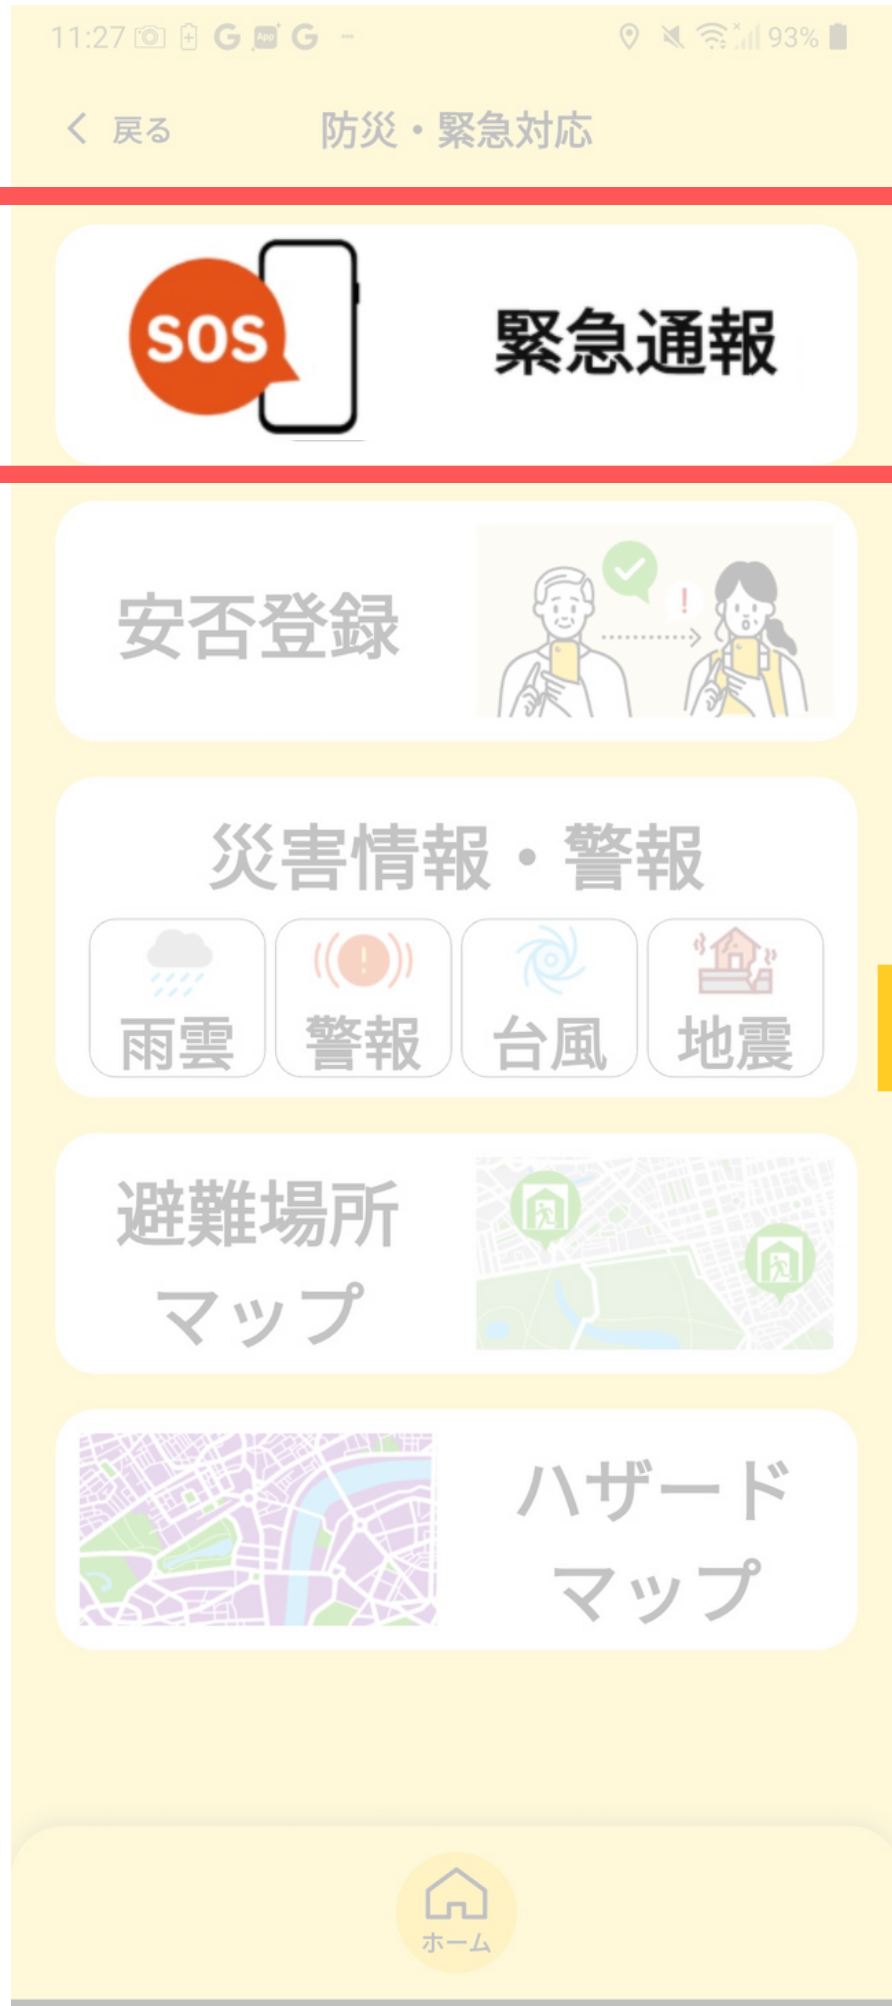 11:27 G App G 93%
戻る 防災・緊急対応
SOS 緊急通報
安否登録
!
災害情報・警報
!
雨雲 警報 台風 地震
避難場所
マップ
ハザード
マップ
ホーム